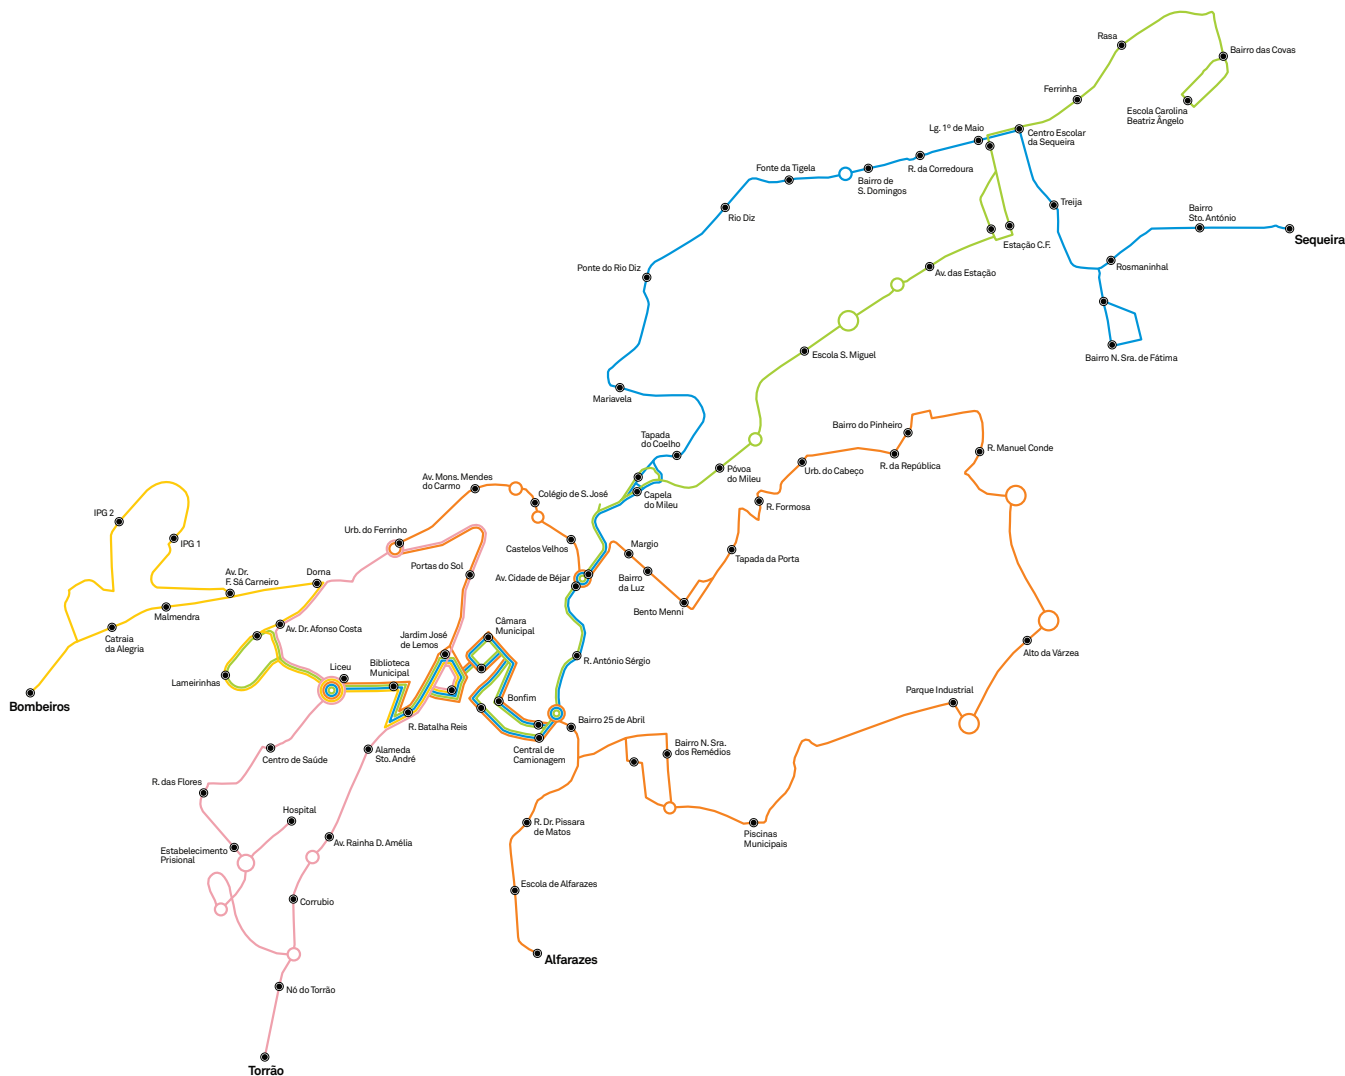 Rasa
Bairro das Covas
Ferrinha
Escola Carolina
Beatriz Ângelo
Lg. 1º de Maio
Centro Escolar
da Sequeira
R. da Corredoura
Fonte da Tigela
Bairro de
S. Domingos
Rio Diz
Treija
Bairro
Sto. António
Sequeira
Estação C.F.
Rosmaninhal
Ponte do Rio Diz
Av. das Estação
Escola S. Miguel
Bairro N. Sra. de Fátima
Mariavela
Tapada
do Coelho
Bairro do Pinheiro
R. Manuel Conde
Póvoa
do Mileu
Urb. do Cabeço
R. da República
Av. Mons. Mendes
do Carmo
Colégio de S. José
Capela
do Mileu
R. Formosa
IPG 2
IPG 1
Urb. do Ferrinho
Castelos Velhos
Margio
Tapada da Porta
Portas do Sol
Av. Cidade de Béjar
Bairro
da Luz
Bento Menni
Av. Dr.
F. Sá Carneiro
Dorna
Malmendra
Catraia
da Alegria
Av. Dr. Afonso Costa
Jardim José
de Lemos
Câmara
Municipal
Alto da Várzea
R. António Sérgio
Lameirinhas
Liceu
Biblioteca
Municipal
Bombeiros
Bonfim
Parque Industrial
R. Batalha Reis
Bairro 25 de Abril
Central de
Camionagem
Bairro N. Sra.
dos Remédios
Centro de Saúde
Alameda
Sto. André
R. das Flores
Hospital
R. Dr. Pissara
de Matos
Piscinas
Municipais
Av. Rainha D. Amélia
Estabelecimento
Prisional
Escola de Alfarazes
Corrubio
Alfarazes
Nó do Torrão
Torrão